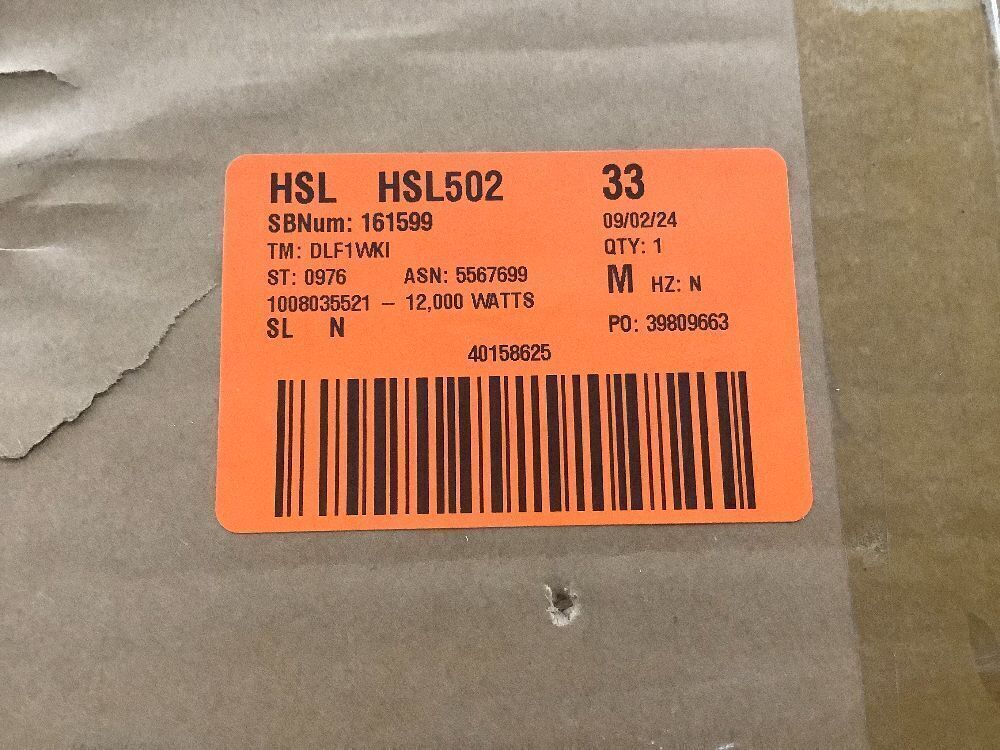 HSL HSL502 33
SBNum: 161599 09/02/24
TM: DLF1WKI QTY: 1
ST: 0976 ASN: 5567699 M HZ: N
1008035521 – 12,000 WATTS
SL N PO: 39809663
40158625